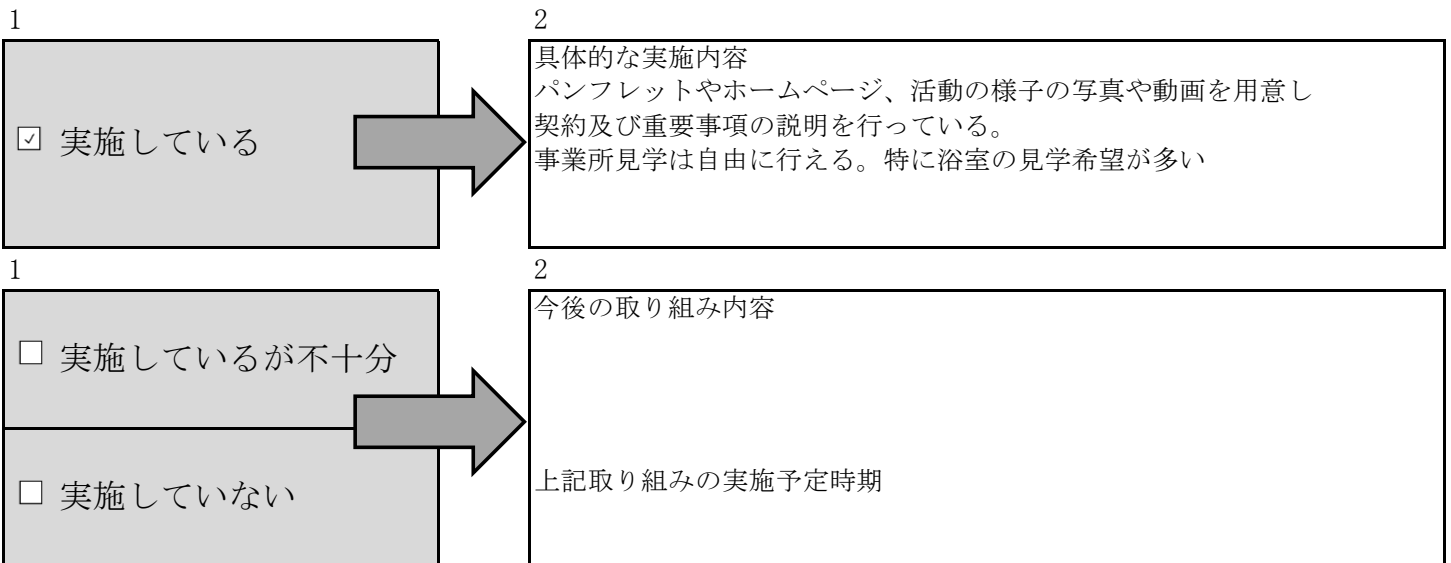 1
2
☑ 実施している
具体的な実施内容
パンフレットやホームページ、活動の様子の写真や動画を用意し
契約及び重要事項の説明を行っている。
事業所見学は自由に行える。特に浴室の見学希望が多い
1
2
☐ 実施しているが不十分
☐ 実施していない
今後の取り組み内容
上記取り組みの実施予定時期